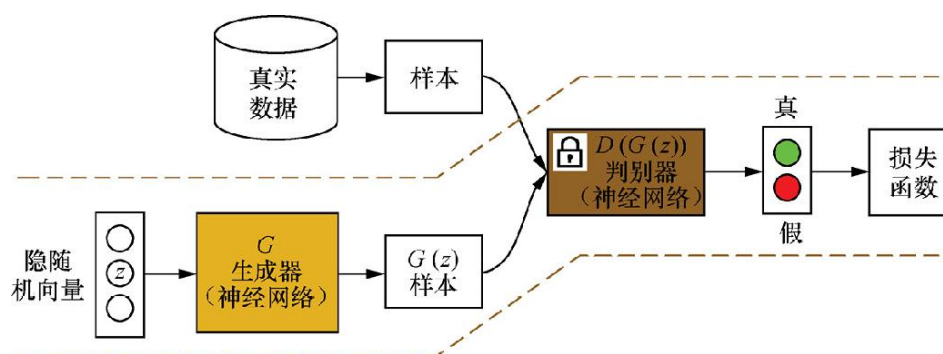 真实
数据
样本
隐随
机向量
z
G
生成器
（神经网络）
G(z)
样本
D(G(z))
判别器
（神经网络）
真
假
损失
函数